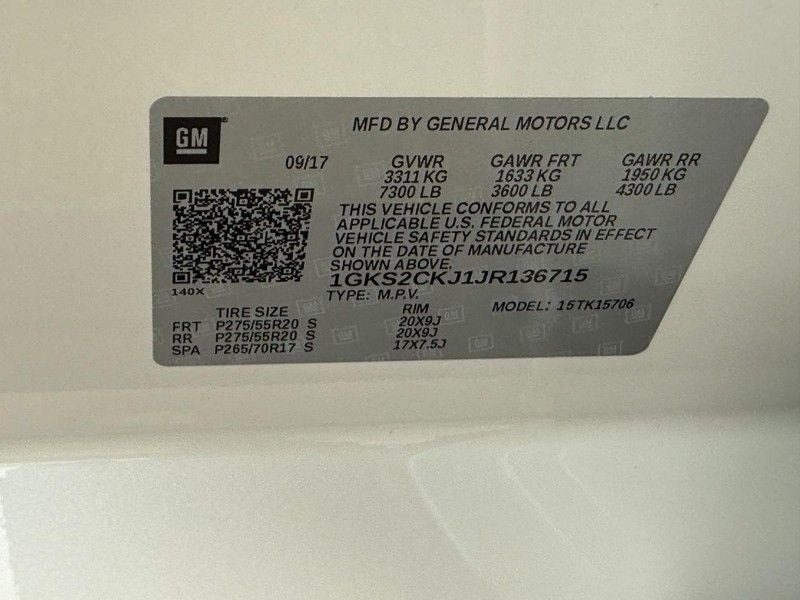 GM
MFD BY GENERAL MOTORS LLC
09/17 GVWR GAWR FRT GAWR RR
3311 KG 1633 KG 1950 KG
7300 LB 3600 LB 4300 LB
THIS VEHICLE CONFORMS TO ALL
APPLICABLE U.S. FEDERAL MOTOR
VEHICLE SAFETY STANDARDS IN EFFECT
ON THE DATE OF MANUFACTURE
SHOWN ABOVE.
1GKS2CKJ1JR136715
140X
TYPE: M.P.V. MODEL: 15TK15706
TIRE SIZE RIM
FRT P275/55R20 S 20X9J
RR P275/55R20 S 20X9J
SPA P265/70R17 S 17X7.5J